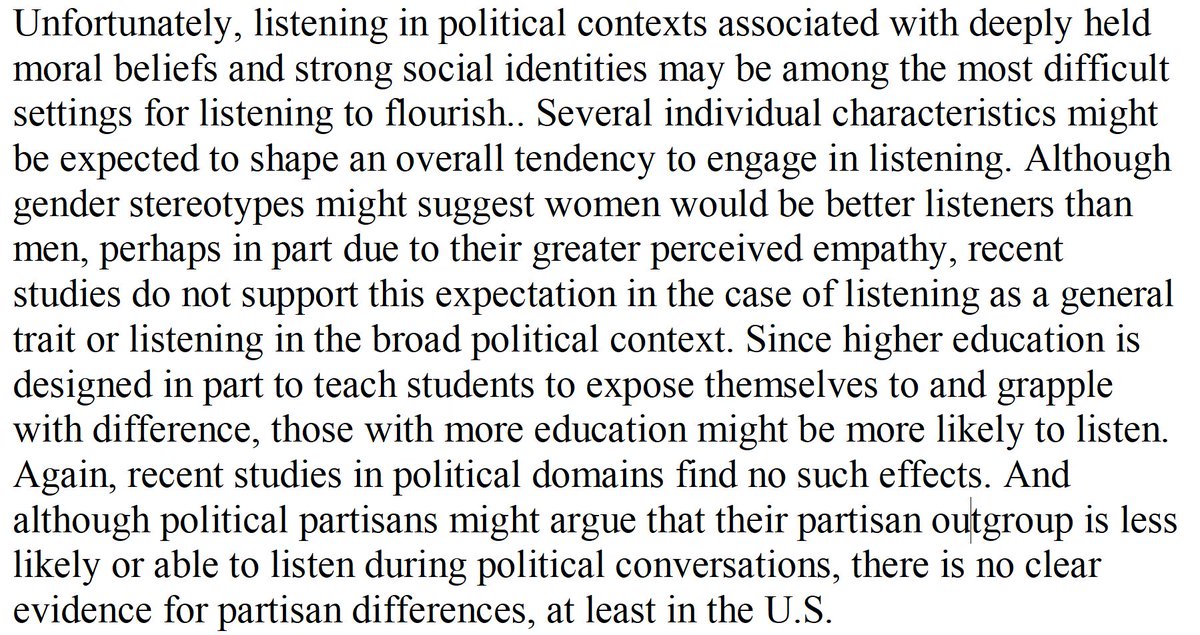 Unfortunately, listening in political contexts associated with deeply held
moral beliefs and strong social identities may be among the most difficult
settings for listening to flourish.. Several individual characteristics might
be expected to shape an overall tendency to engage in listening. Although
gender stereotypes might suggest women would be better listeners than
men, perhaps in part due to their greater perceived empathy, recent
studies do not support this expectation in the case of listening as a general
trait or listening in the broad political context. Since higher education is
designed in part to teach students to expose themselves to and grapple
with difference, those with more education might be more likely to listen.
Again, recent studies in political domains find no such effects. And
although political partisans might argue that their partisan outgroup is less
likely or able to listen during political conversations, there is no clear
evidence for partisan differences, at least in the U.S.